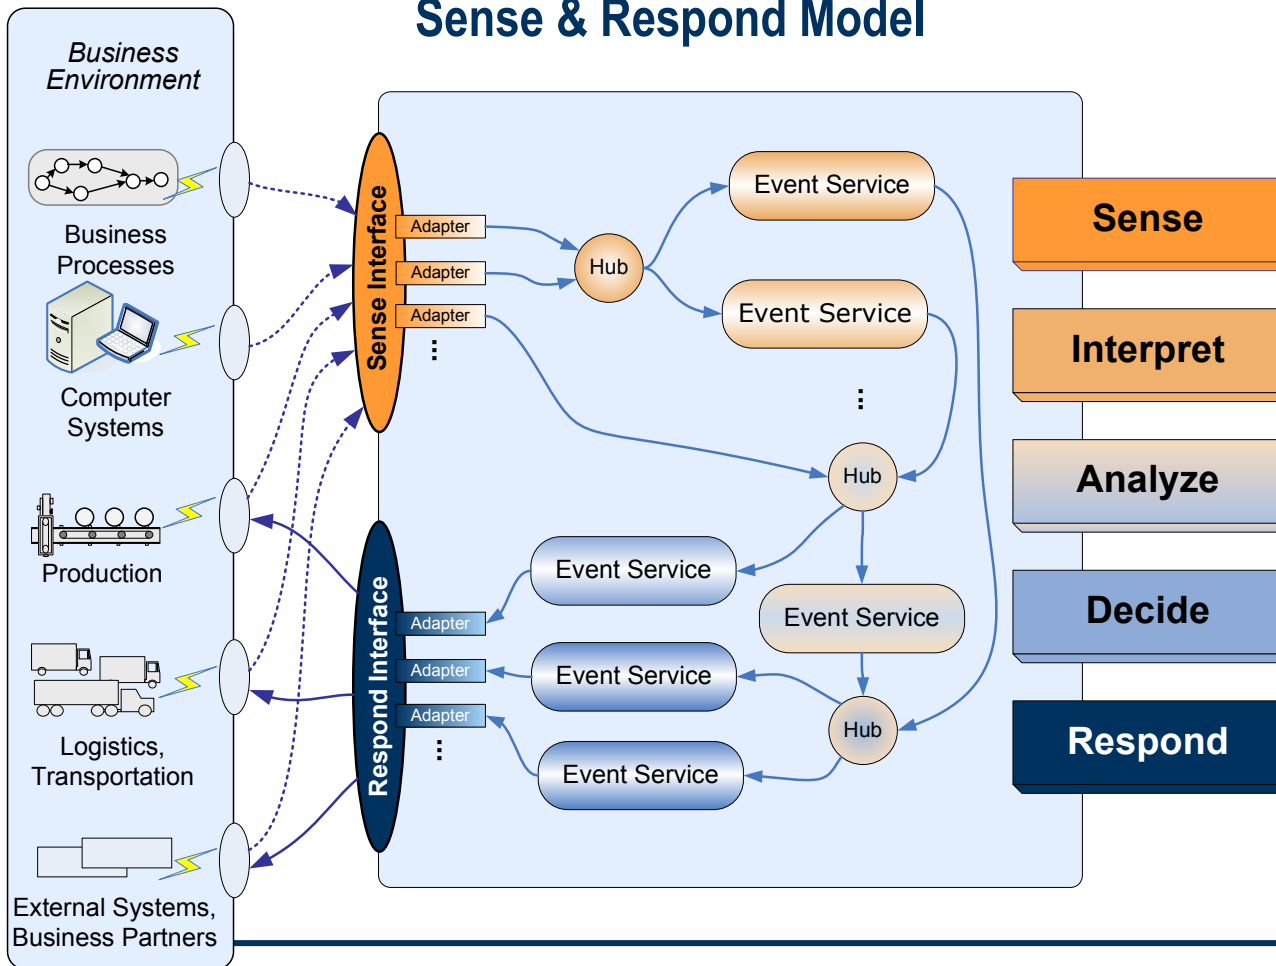 Sense & Respond Model
Business
Environment
Business
Processes
Computer
Systems
Production
Logistics,
Transportation
External Systems,
Business Partners
Sense Interface
Adapter
Adapter
Adapter
...
Hub
Event Service
Event Service
...
Hub
Event Service
Event Service
Event Service
Hub
Event Service
Respond Interface
Adapter
Adapter
Adapter
...
Sense
Interpret
Analyze
Decide
Respond